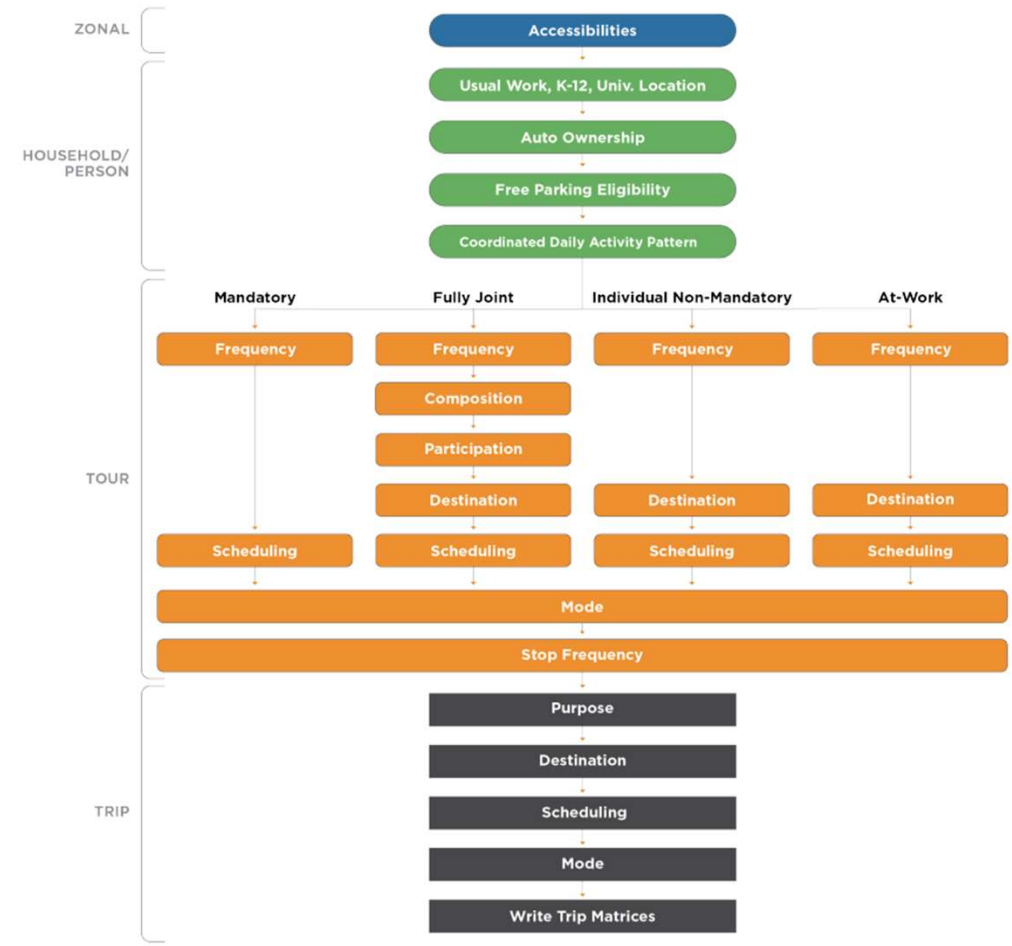 ZONAL
Accessibilities
HOUSEHOLD/
PERSON
Usual Work, K-12, Univ. Location
Auto Ownership
Free Parking Eligibility
Coordinated Daily Activity Pattern
TOUR
Mandatory
Fully Joint
Individual Non-Mandatory
At-Work
Frequency
Frequency
Frequency
Frequency
Composition
Participation
Destination
Destination
Destination
Scheduling
Scheduling
Scheduling
Scheduling
Mode
Stop Frequency
TRIP
Purpose
Destination
Scheduling
Mode
Write Trip Matrices